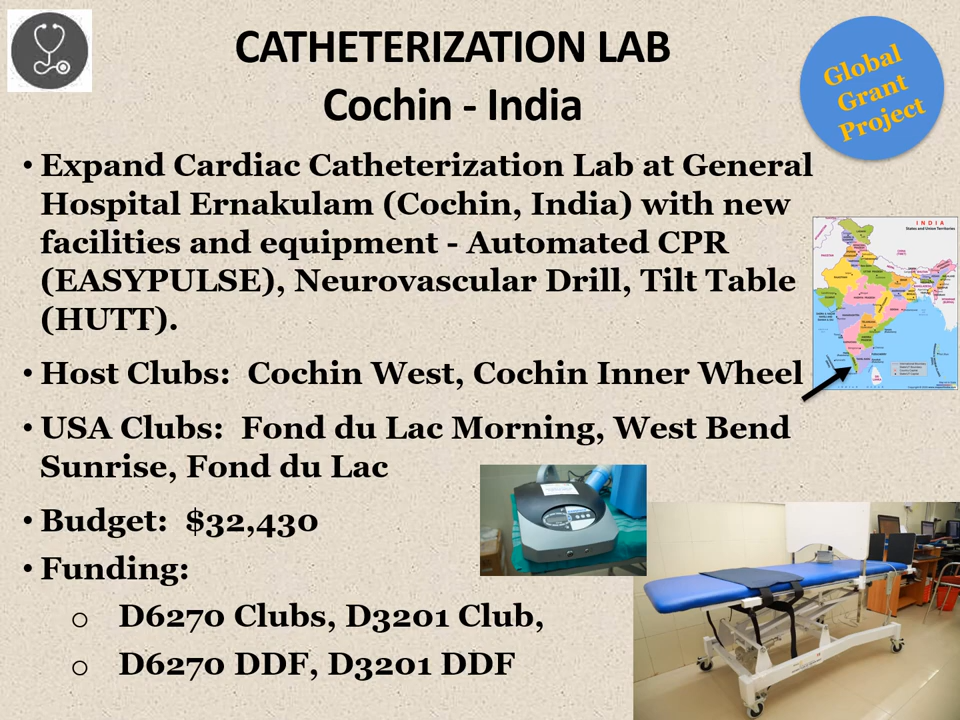 CATHETERIZATION LAB
Cochin - India
Global
Grant
Project
• Expand Cardiac Catheterization Lab at General
Hospital Ernakulam (Cochin, India) with new
facilities and equipment - Automated CPR
(EASYPULSE), Neurovascular Drill, Tilt Table
(HUTT).
INDIA
States and Union Territories
• Host Clubs:  Cochin West, Cochin Inner Wheel
• USA Clubs:  Fond du Lac Morning, West Bend
Sunrise, Fond du Lac
• Budget:  $32,430
• Funding:
o D6270 Clubs, D3201 Club,
o D6270 DDF, D3201 DDF